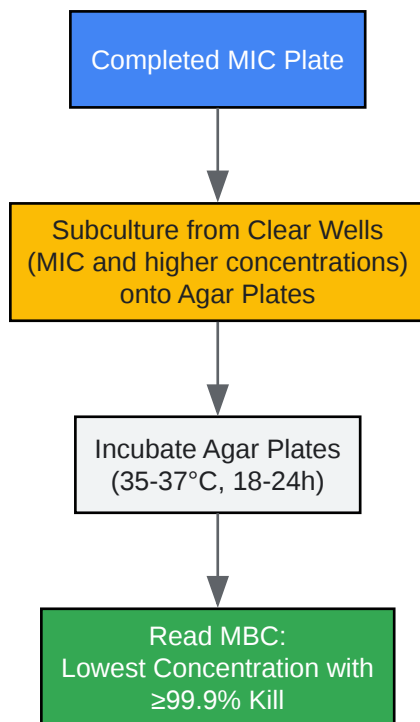 Completed MIC Plate
Subculture from Clear Wells
(MIC and higher concentrations)
onto Agar Plates
Incubate Agar Plates
(35-37°C, 18-24h)
Read MBC:
Lowest Concentration with
≥99.9% Kill